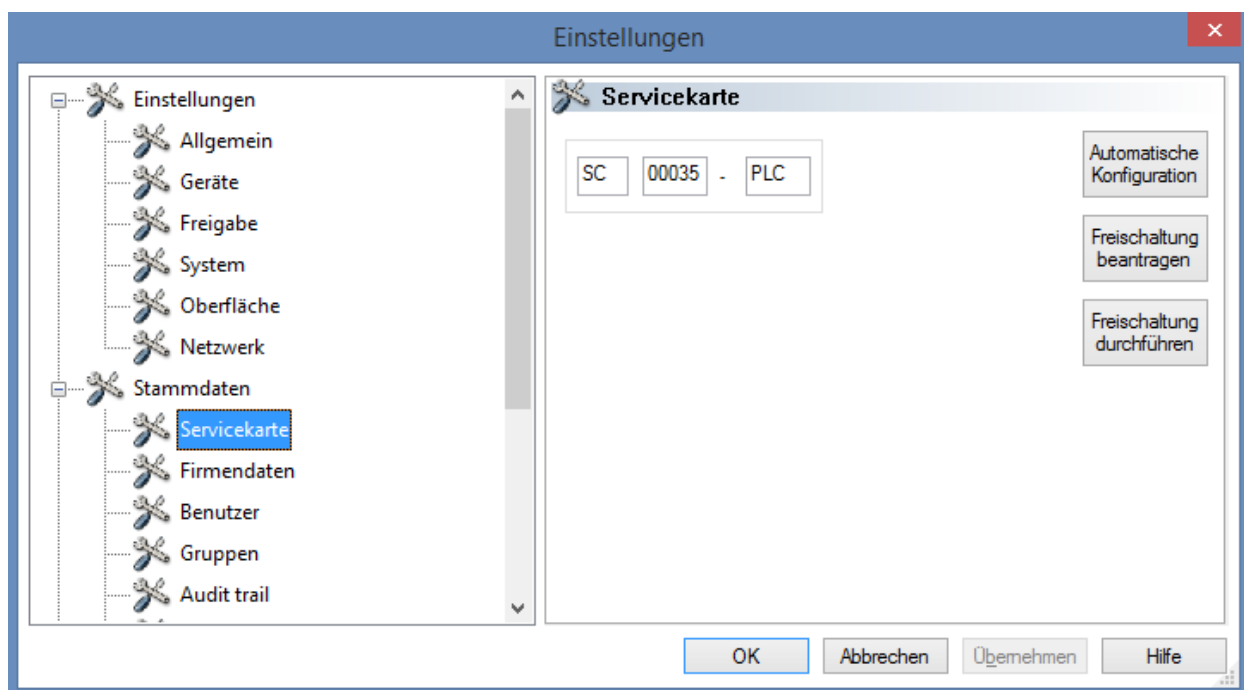 Einstellungen
Einstellungen
Allgemein
Geräte
Freigabe
System
Oberfläche
Netzwerk
Stammdaten
Servicekarte
Firmendaten
Benutzer
Gruppen
Audit trail
Servicekarte
SC 00035 - PLC
Automatische
Konfiguration
Freischaltung
beantragen
Freischaltung
durchführen
OK Abbrechen Übernehmen Hilfe